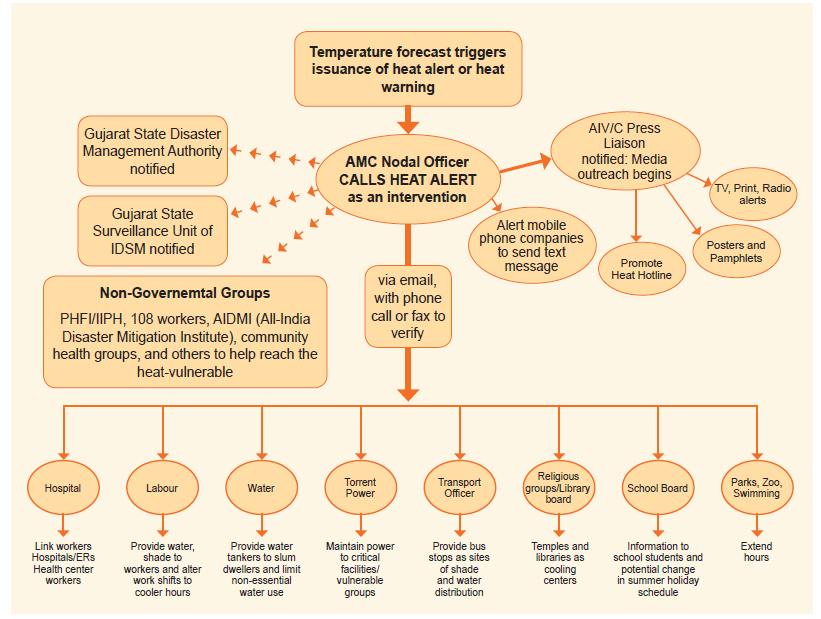 Temperature forecast triggers
issuance of heat alert or heat
warning
Gujarat State Disaster
Management Authority
notified
AMC Nodal Officer
CALLS HEAT ALERT
as an intervention
AIV/C Press
Liaison
notified: Media
outreach begins
TV, Print, Radio
alerts
Gujarat State
Surveillance Unit of
IDSM notified
Alert mobile
phone companies
to send text
message
Posters and
Pamphlets
Promote
Heat Hotline
Non-Governemtal Groups
PHFI/IIPH, 108 workers, AIDMI (All-India
Disaster Mitigation Institute), community
health groups, and others to help reach the
heat-vulnerable
via email,
with phone
call or fax to
verify
Hospital
Labour
Water
Torrent
Power
Transport
Officer
Religious
groups/Library
board
School Board
Parks, Zoo,
Swimming
Link workers
Hospitals/ERs
Health center
workers
Provide water,
shade to
workers and alter
work shifts to
cooler hours
Provide water
tankers to slum
dwellers and limit
non-essential
water use
Maintain power
to critical
facilities/
vulnerable
groups
Provide bus
stops as sites
of shade
and water
distribution
Temples and
libraries as
cooling
centers
Information to
school students and
potential change
in summer holiday
schedule
Extend
hours